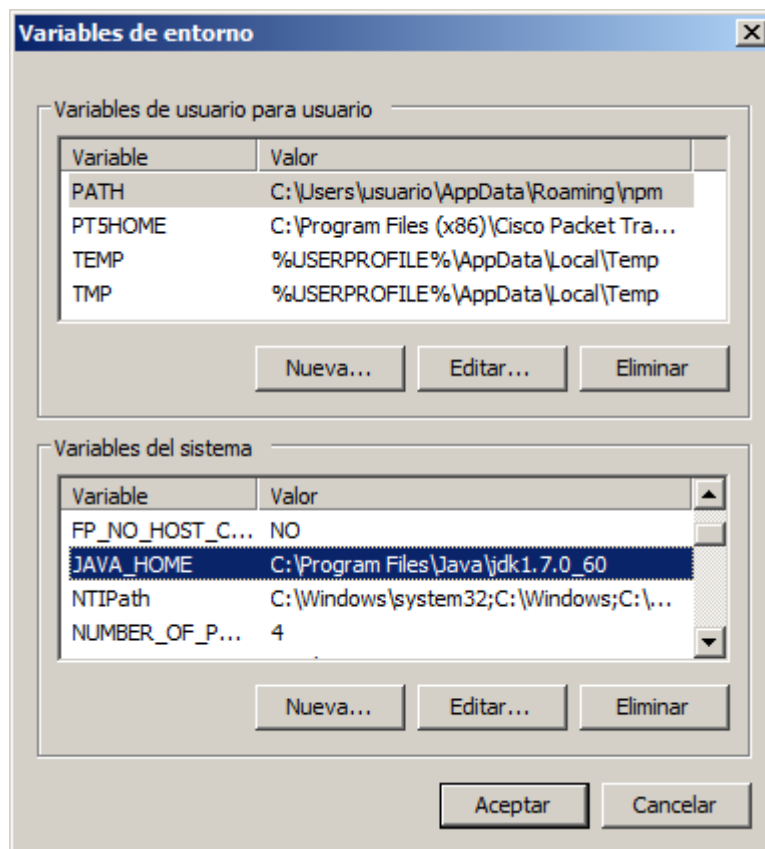 Variables de entorno
Variables de usuario para usuario
Variable Valor
PATH C:\Users\usuario\AppData\Roaming\npm
PT5HOME C:\Program Files (x86)\Cisco Packet Tra...
TEMP %USERPROFILE%\AppData\Local\Temp
TMP %USERPROFILE%\AppData\Local\Temp
Nueva... Editar... Eliminar
Variables del sistema
Variable Valor
FP_NO_HOST_C... NO
JAVA_HOME C:\Program Files\Java\jdk1.7.0_60
NTIPath C:\Windows\system32;C:\Windows;C:\...
NUMBER_OF_P... 4
Nueva... Editar... Eliminar
Aceptar Cancelar